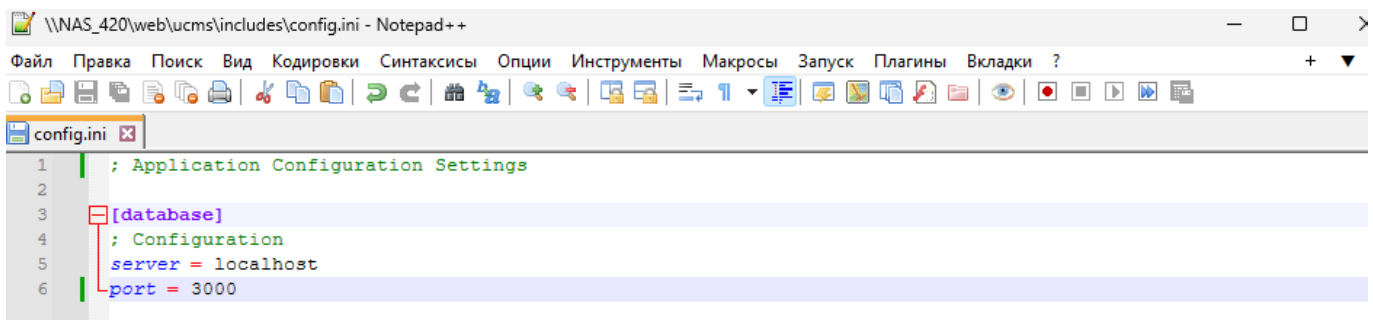 \\NAS_420\web\ucms\includes\config.ini - Notepad++
Файл Правка Поиск Вид Кодировки Синтаксисы Опции Инструменты Макросы Запуск Плагины Вкладки ?
config.ini
1 ; Application Configuration Settings
2
3 [database]
4 ; Configuration
5 server = localhost
6 port = 3000